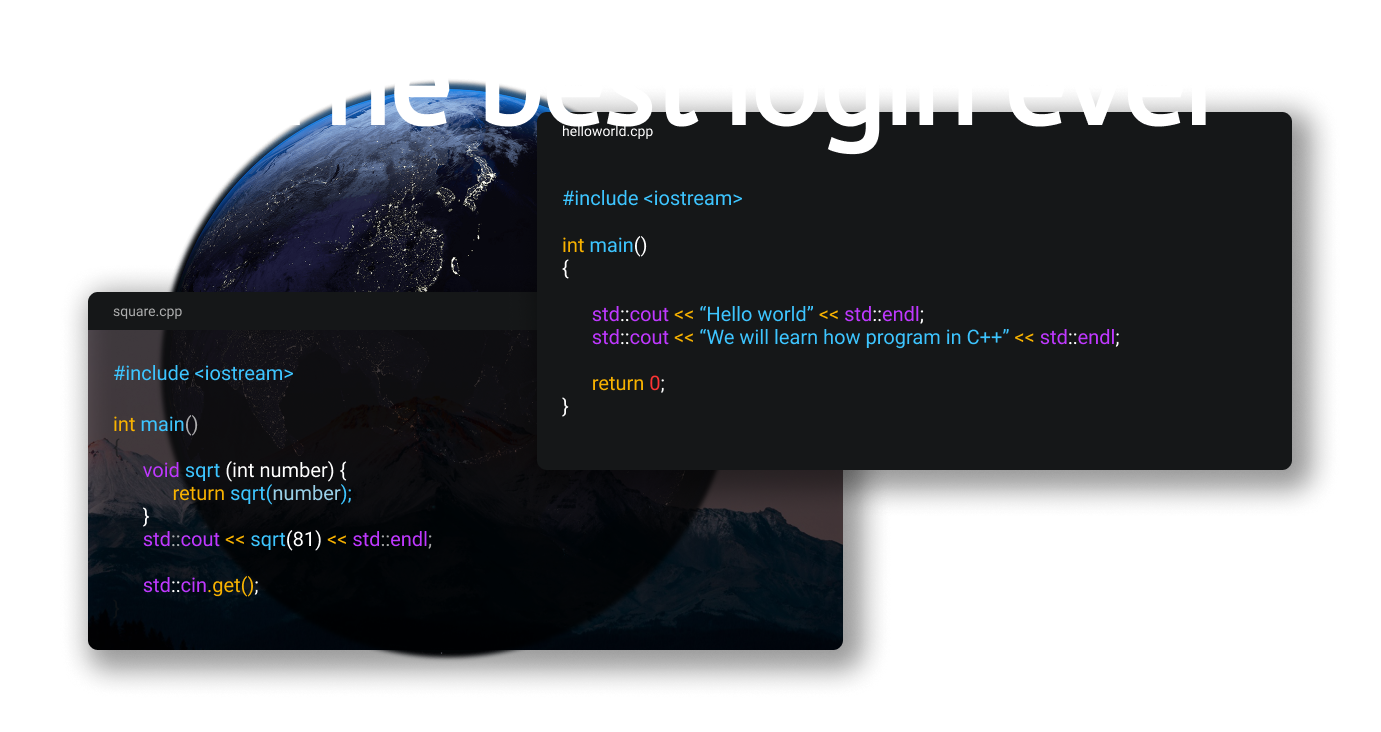 The best login ever
helloworld.cpp
#include <iostream>
int main()
{
std::cout << “Hello world” << std::endl;
std::cout << “We will learn how program in C++” << std::endl;
return 0;
}
square.cpp
#include <iostream>
int main()
void sqrt (int number) {
return sqrt(number);
}
std::cout << sqrt(81) << std::endl;
std::cin.get();